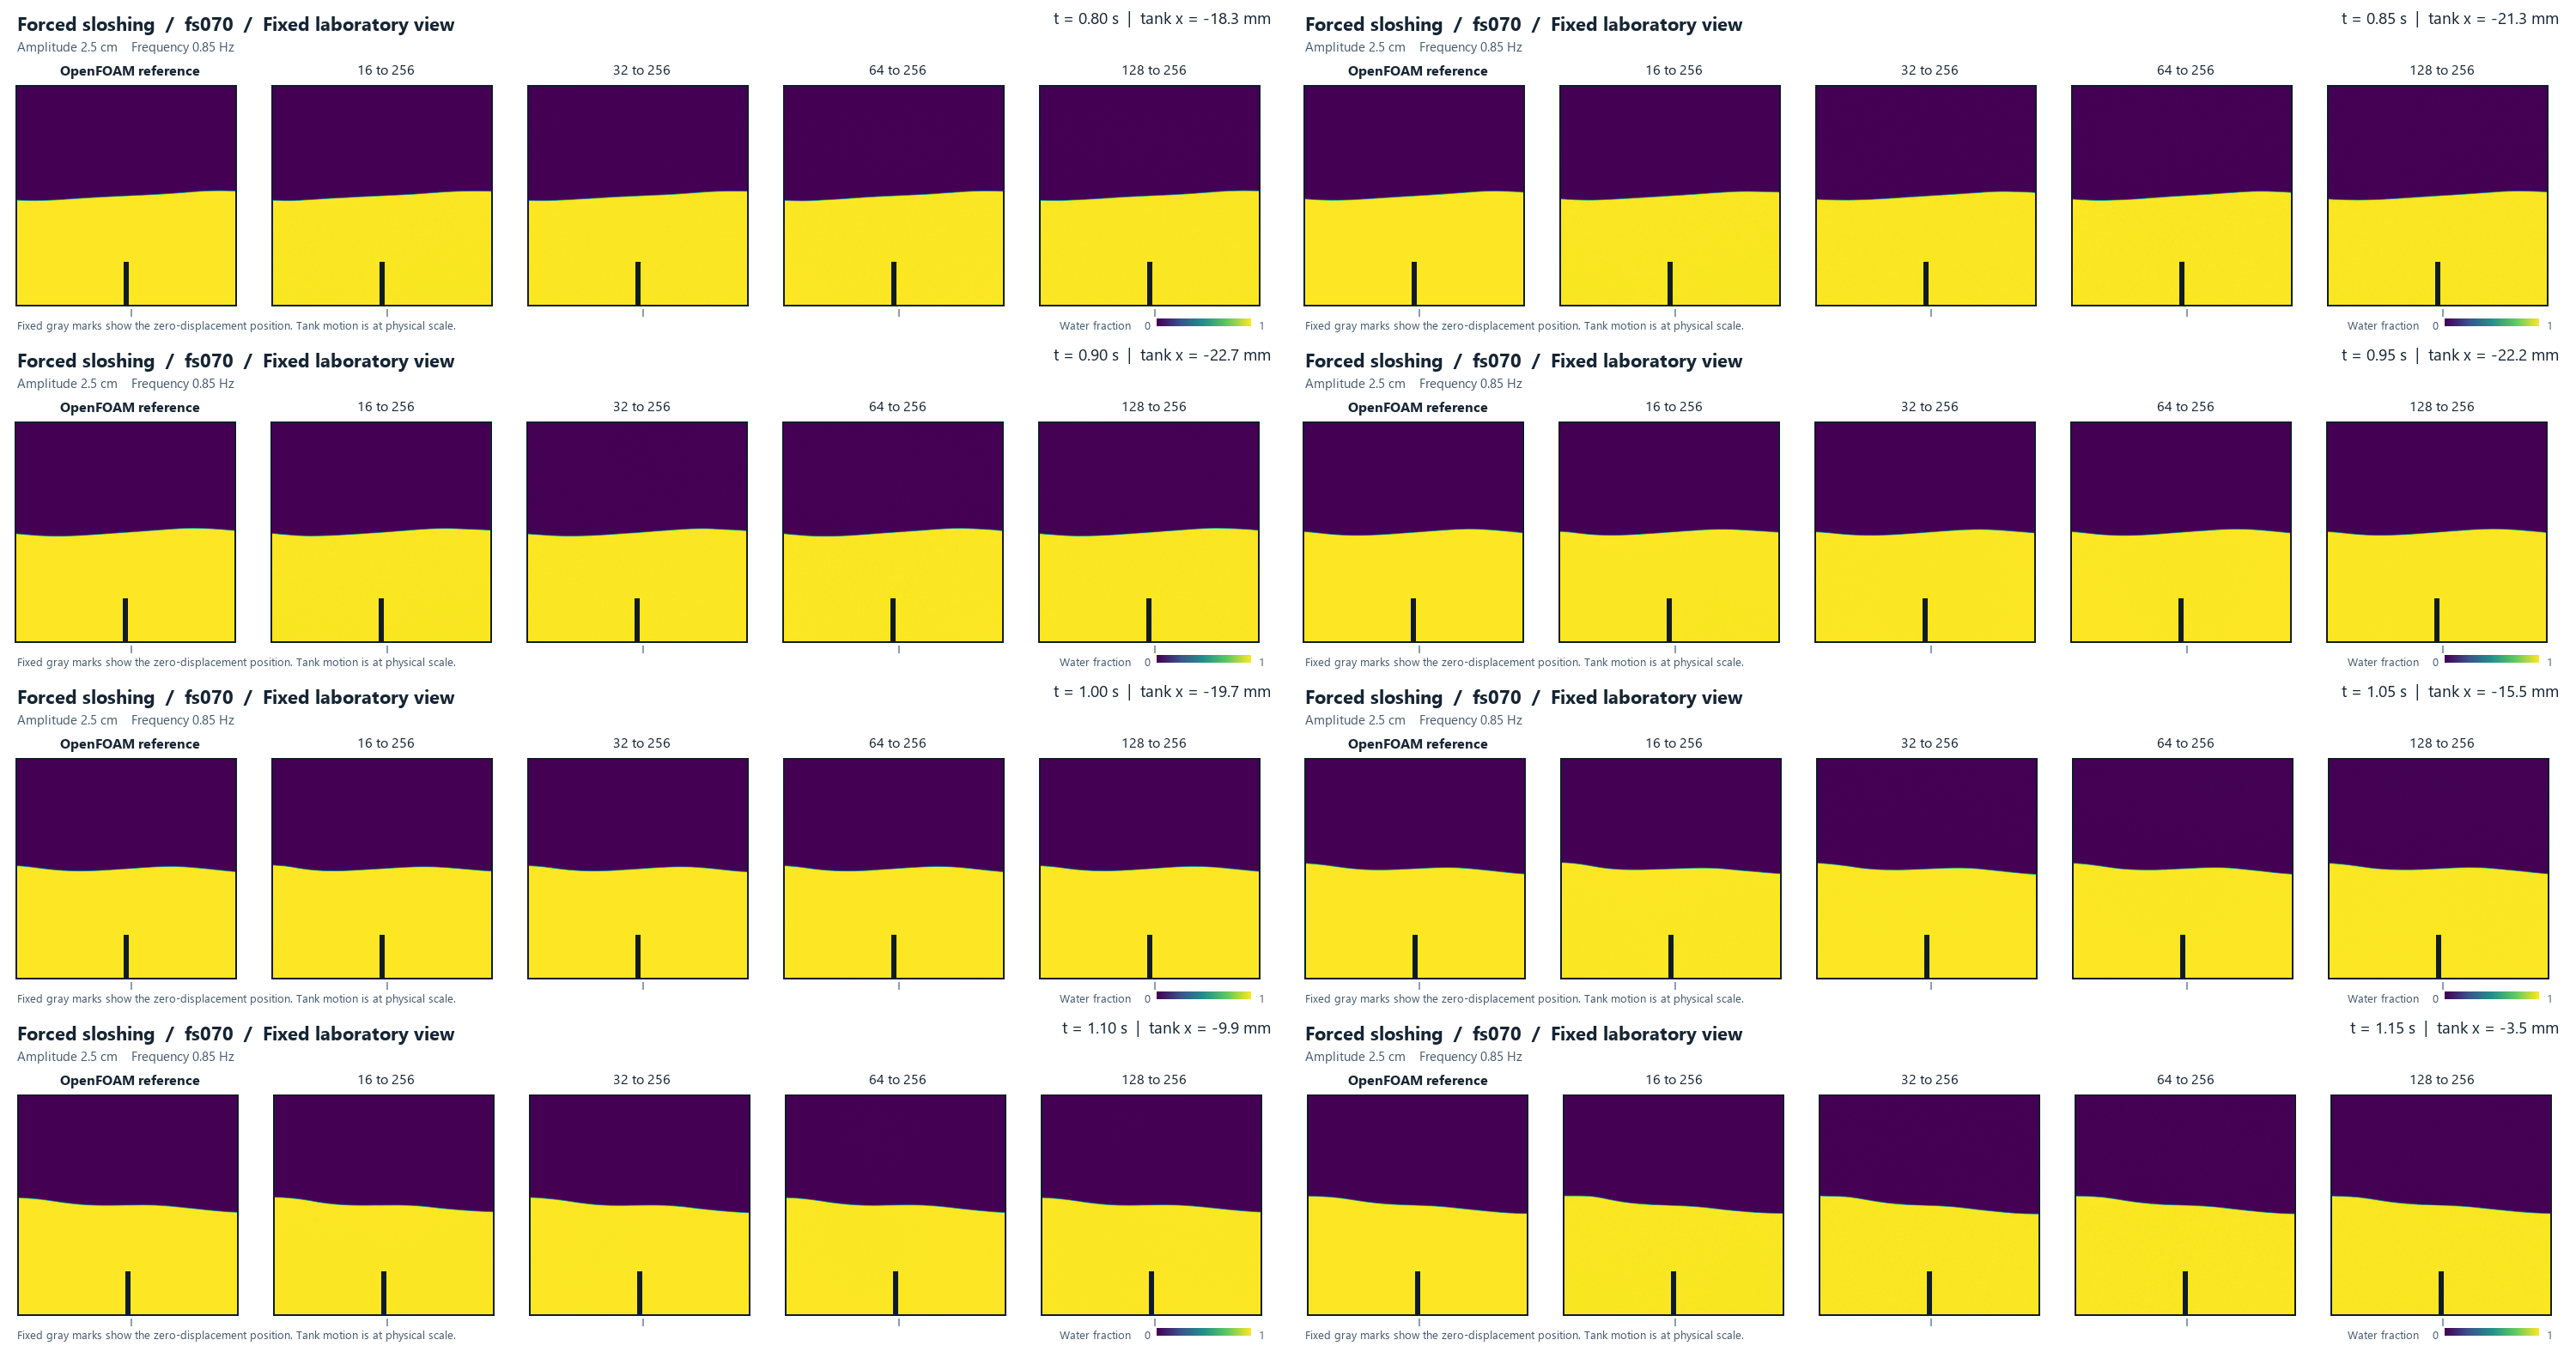 Forced sloshing / fs070 / Fixed laboratory view
t = 0.80 s | tank x = -18.3 mm
Amplitude 2.5 cm Frequency 0.85 Hz
OpenFOAM reference 16 to 256 32 to 256 64 to 256 128 to 256
Fixed gray marks show the zero-displacement position. Tank motion is at physical scale.
Water fraction 0 1
Forced sloshing / fs070 / Fixed laboratory view
t = 0.85 s | tank x = -21.3 mm
Amplitude 2.5 cm Frequency 0.85 Hz
OpenFOAM reference 16 to 256 32 to 256 64 to 256 128 to 256
Fixed gray marks show the zero-displacement position. Tank motion is at physical scale.
Water fraction 0 1
Forced sloshing / fs070 / Fixed laboratory view
t = 0.90 s | tank x = -22.7 mm
Amplitude 2.5 cm Frequency 0.85 Hz
OpenFOAM reference 16 to 256 32 to 256 64 to 256 128 to 256
Fixed gray marks show the zero-displacement position. Tank motion is at physical scale.
Water fraction 0 1
Forced sloshing / fs070 / Fixed laboratory view
t = 0.95 s | tank x = -22.2 mm
Amplitude 2.5 cm Frequency 0.85 Hz
OpenFOAM reference 16 to 256 32 to 256 64 to 256 128 to 256
Fixed gray marks show the zero-displacement position. Tank motion is at physical scale.
Water fraction 0 1
Forced sloshing / fs070 / Fixed laboratory view
t = 1.00 s | tank x = -19.7 mm
Amplitude 2.5 cm Frequency 0.85 Hz
OpenFOAM reference 16 to 256 32 to 256 64 to 256 128 to 256
Fixed gray marks show the zero-displacement position. Tank motion is at physical scale.
Water fraction 0 1
Forced sloshing / fs070 / Fixed laboratory view
t = 1.05 s | tank x = -15.5 mm
Amplitude 2.5 cm Frequency 0.85 Hz
OpenFOAM reference 16 to 256 32 to 256 64 to 256 128 to 256
Fixed gray marks show the zero-displacement position. Tank motion is at physical scale.
Water fraction 0 1
Forced sloshing / fs070 / Fixed laboratory view
t = 1.10 s | tank x = -9.9 mm
Amplitude 2.5 cm Frequency 0.85 Hz
OpenFOAM reference 16 to 256 32 to 256 64 to 256 128 to 256
Fixed gray marks show the zero-displacement position. Tank motion is at physical scale.
Water fraction 0 1
Forced sloshing / fs070 / Fixed laboratory view
t = 1.15 s | tank x = -3.5 mm
Amplitude 2.5 cm Frequency 0.85 Hz
OpenFOAM reference 16 to 256 32 to 256 64 to 256 128 to 256
Fixed gray marks show the zero-displacement position. Tank motion is at physical scale.
Water fraction 0 1